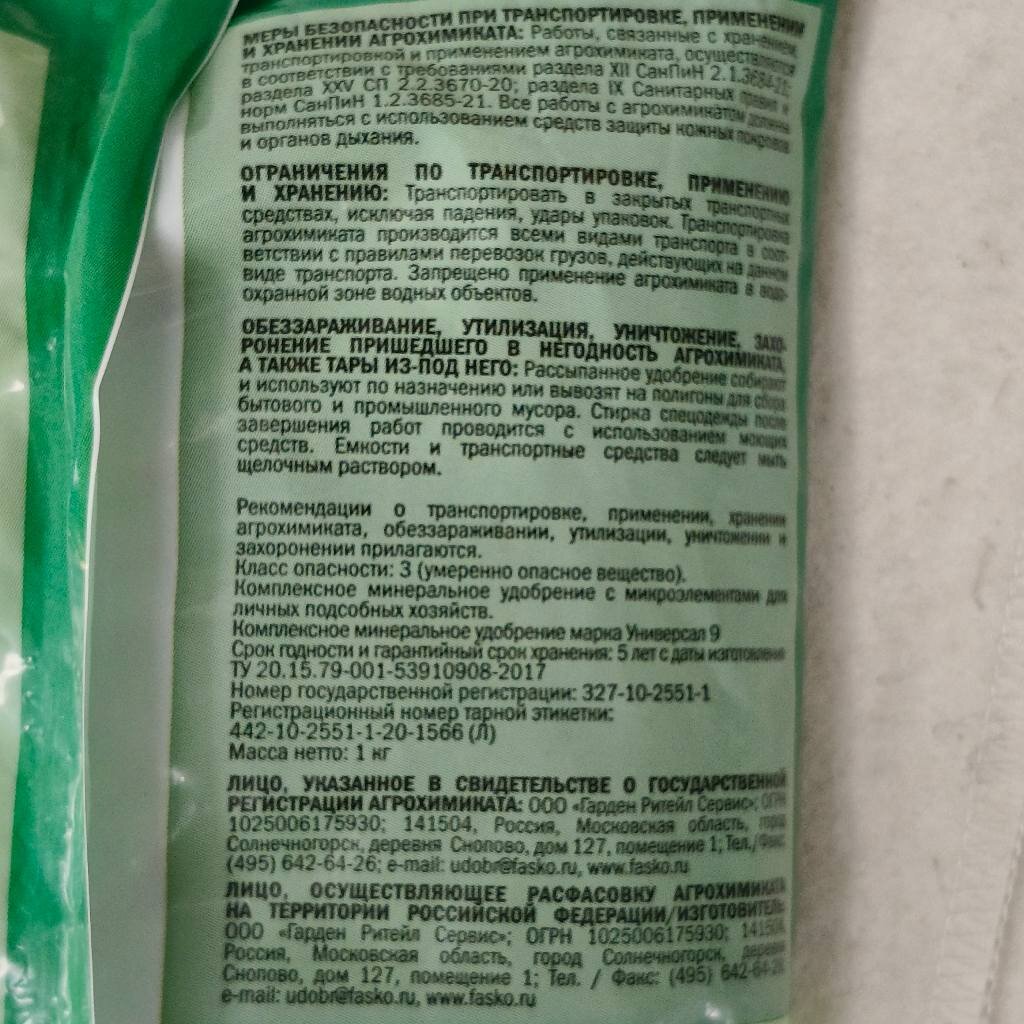 МЕРЫ БЕЗОПАСНОСТИ ПРИ ТРАНСПОРТИРОВКЕ, ПРИМЕНЕНИИ
И ХРАНЕНИИ АГРОХИМИКАТА: Работы, связанные с хранением,
транспортировкой и применением агрохимиката, осуществляются
в соответствии с требованиями раздела XII СанПиН 2.1.3684-21;
раздела XXV СП 2.2.3670-20; раздела IX Санитарных правил и
норм СанПиН 1.2.3685-21. Все работы с агрохимикатом должны
выполняться с использованием средств защиты кожных покровов
и органов дыхания.
ОГРАНИЧЕНИЯ ПО ТРАНСПОРТИРОВКЕ, ПРИМЕНЕНИЮ
И ХРАНЕНИЮ: Транспортировать в закрытых транспортных
средствах, исключая падения, удары упаковок. Транспортировка
агрохимиката производится всеми видами транспорта в соот-
ветствии с правилами перевозок грузов, действующих на данном
виде транспорта. Запрещено применение агрохимиката в водо-
охранной зоне водных объектов.
ОБЕЗЗАРАЖИВАНИЕ, УТИЛИЗАЦИЯ, УНИЧТОЖЕНИЕ, ЗАХО-
РОНЕНИЕ ПРИШЕДШЕГО В НЕГОДНОСТЬ АГРОХИМИКАТА,
А ТАКЖЕ ТАРЫ ИЗ-ПОД НЕГО: Рассыпанное удобрение собирают
и используют по назначению или вывозят на полигоны для сбора
бытового и промышленного мусора. Стирка спецодежды после
завершения работ проводится с использованием моющих
средств. Емкости и транспортные средства следует мыть
щелочным раствором.
Рекомендации о транспортировке, применении, хранении
агрохимиката, обеззараживании, утилизации, уничтожении и
захоронении прилагаются.
Класс опасности: 3 (умеренно опасное вещество).
Комплексное минеральное удобрение с микроэлементами для
личных подсобных хозяйств.
Комплексное минеральное удобрение марка Универсал 9
Срок годности и гарантийный срок хранения: 5 лет с даты изготовления
ТУ 20.15.79-001-53910908-2017
Номер государственной регистрации: 327-10-2551-1
Регистрационный номер тарной этикетки:
442-10-2551-1-20-1566 (Л)
Масса нетто: 1 кг
ЛИЦО, УКАЗАННОЕ В СВИДЕТЕЛЬСТВЕ О ГОСУДАРСТВЕННОЙ
РЕГИСТРАЦИИ АГРОХИМИКАТА: ООО «Гарден Ритейл Сервис»; ОГРН
1025006175930; 141504, Россия, Московская область, город
Солнечногорск, деревня Снопово, дом 127, помещение 1; Тел./Факс:
(495) 642-64-26; e-mail: udobr@fasko.ru, www.fasko.ru
ЛИЦО, ОСУЩЕСТВЛЯЮЩЕЕ РАСФАСОВКУ АГРОХИМИКАТА
НА ТЕРРИТОРИИ РОССИЙСКОЙ ФЕДЕРАЦИИ/ИЗГОТОВИТЕЛЬ:
ООО «Гарден Ритейл Сервис»; ОГРН 1025006175930; 141504,
Россия, Московская область, город Солнечногорск, деревня
Снопово, дом 127, помещение 1; Тел. / Факс: (495) 642-64-26
e-mail: udobr@fasko.ru, www.fasko.ru